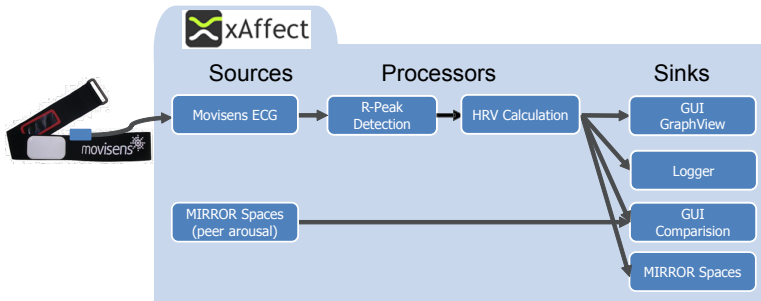 xAffect
Sources
Processors
Sinks
Movisens ECG
R-Peak
Detection
HRV Calculation
GUI
GraphView
movisens
Logger
MIRROR Spaces
(peer arousal)
GUI
Comparision
MIRROR Spaces